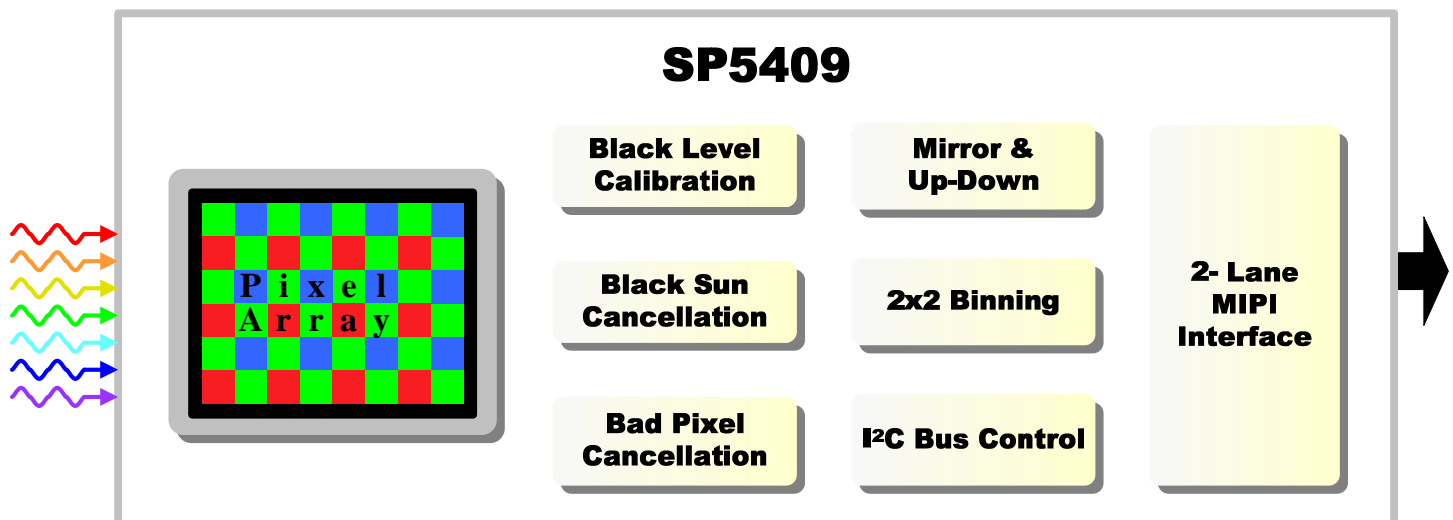 SP5409
Pixel
Array
Black Level
Calibration
Mirror &
Up-Down
Black Sun
Cancellation
2x2 Binning
Bad Pixel
Cancellation
I²C Bus Control
2- Lane
MIPI
Interface